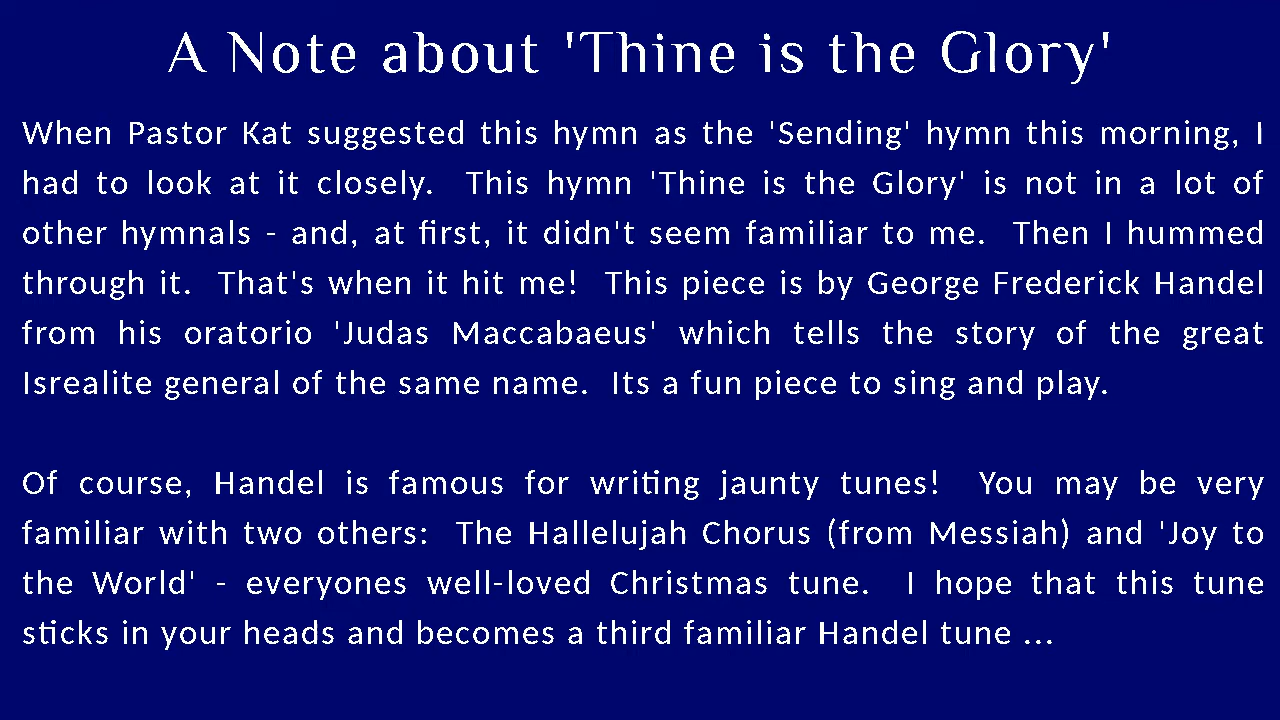 A Note about 'Thine is the Glory'
When Pastor Kat suggested this hymn as the 'Sending' hymn this morning, I
had to look at it closely.  This hymn 'Thine is the Glory' is not in a lot of
other hymnals - and, at first, it didn't seem familiar to me.  Then I hummed
through it.  That's when it hit me!  This piece is by George Frederick Handel
from his oratorio 'Judas Maccabaeus' which tells the story of the great
Isrealite general of the same name.  Its a fun piece to sing and play.
Of course, Handel is famous for writing jaunty tunes!  You may be very
familiar with two others:  The Hallelujah Chorus (from Messiah) and 'Joy to
the World' - everyones well-loved Christmas tune.  I hope that this tune
sticks in your heads and becomes a third familiar Handel tune ...